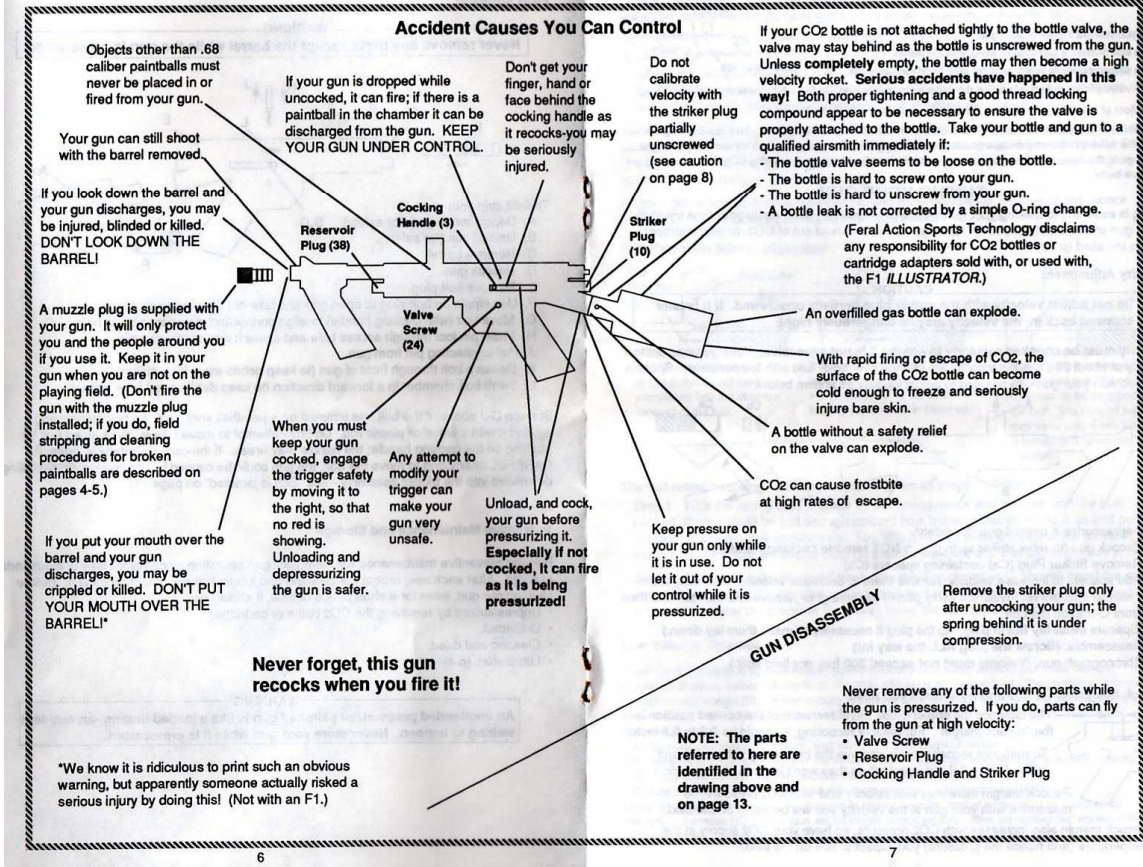 Accident Causes You Can Control
Objects other than .68
caliber paintballs must
never be placed in or
fired from your gun.
Your gun can still shoot
with the barrel removed.
If you look down the barrel and
your gun discharges, you may
be injured, blinded or killed.
DON'T LOOK DOWN THE
BARREL!
A muzzle plug is supplied with
your gun. It will only protect
you and the people around you
if you use it. Keep it in your
gun when you are not on the
playing field. (Don't fire the
gun with the muzzle plug
installed; if you do, field
stripping and cleaning
procedures for broken
paintballs are described on
pages 4-5.)
If you put your mouth over the
barrel and your gun
discharges, you may be
crippled or killed. DON'T PUT
YOUR MOUTH OVER THE
BARREL!*
If your gun is dropped while
uncocked, it can fire; if there is a
paintball in the chamber it can be
discharged from the gun. KEEP
YOUR GUN UNDER CONTROL.
Don't get your
finger, hand or
face behind the
cocking handle as
it recocks-you may
be seriously
injured.
Reservoir
Plug (38)
Cocking
Handle (3)
Valve
Screw
(24)
When you must
keep your gun
cocked, engage
the trigger safety
by moving it to
the right, so that
no red is
showing.
Unloading and
depressurizing
the gun is safer.
Any attempt to
modify your
trigger can
make your
gun very
unsafe.
Unload, and cock,
your gun before
pressurizing it.
Especially if not
cocked, it can fire
as it is being
pressurized!
Never forget, this gun
recocks when you fire it!
*We know it is ridiculous to print such an obvious
warning, but apparently someone actually risked a
serious injury by doing this! (Not with an F1.)
6
Do not
calibrate
velocity with
the striker plug
partially
unscrewed
(see caution
on page 8)
Striker
Plug
(10)
If your CO2 bottle is not attached tightly to the bottle valve, the
valve may stay behind as the bottle is unscrewed from the gun.
Unless completely empty, the bottle may then become a high
velocity rocket. Serious accidents have happened in this
way! Both proper tightening and a good thread locking
compound appear to be necessary to ensure the valve is
properly attached to the bottle. Take your bottle and gun to a
qualified airsmith immediately if:
- The bottle valve seems to be loose on the bottle.
- The bottle is hard to screw onto your gun.
- The bottle is hard to unscrew from your gun.
- A bottle leak is not corrected by a simple O-ring change.
(Feral Action Sports Technology disclaims
any responsibility for CO2 bottles or
cartridge adapters sold with, or used with,
the F1 ILLUSTRATOR.)
An overfilled gas bottle can explode.
With rapid firing or escape of CO2, the
surface of the CO2 bottle can become
cold enough to freeze and seriously
injure bare skin.
A bottle without a safety relief
on the valve can explode.
CO2 can cause frostbite
at high rates of escape.
Keep pressure on
your gun only while
it is in use. Do not
let it out of your
control while it is
pressurized.
GUN DISASSEMBLY
Remove the striker plug only
after uncocking your gun; the
spring behind it is under
compression.
Never remove any of the following parts while
the gun is pressurized. If you do, parts can fly
from the gun at high velocity:
• Valve Screw
• Reservoir Plug
• Cocking Handle and Striker Plug
NOTE: The parts
referred to here are
identified in the
drawing above and
on page 13.
7